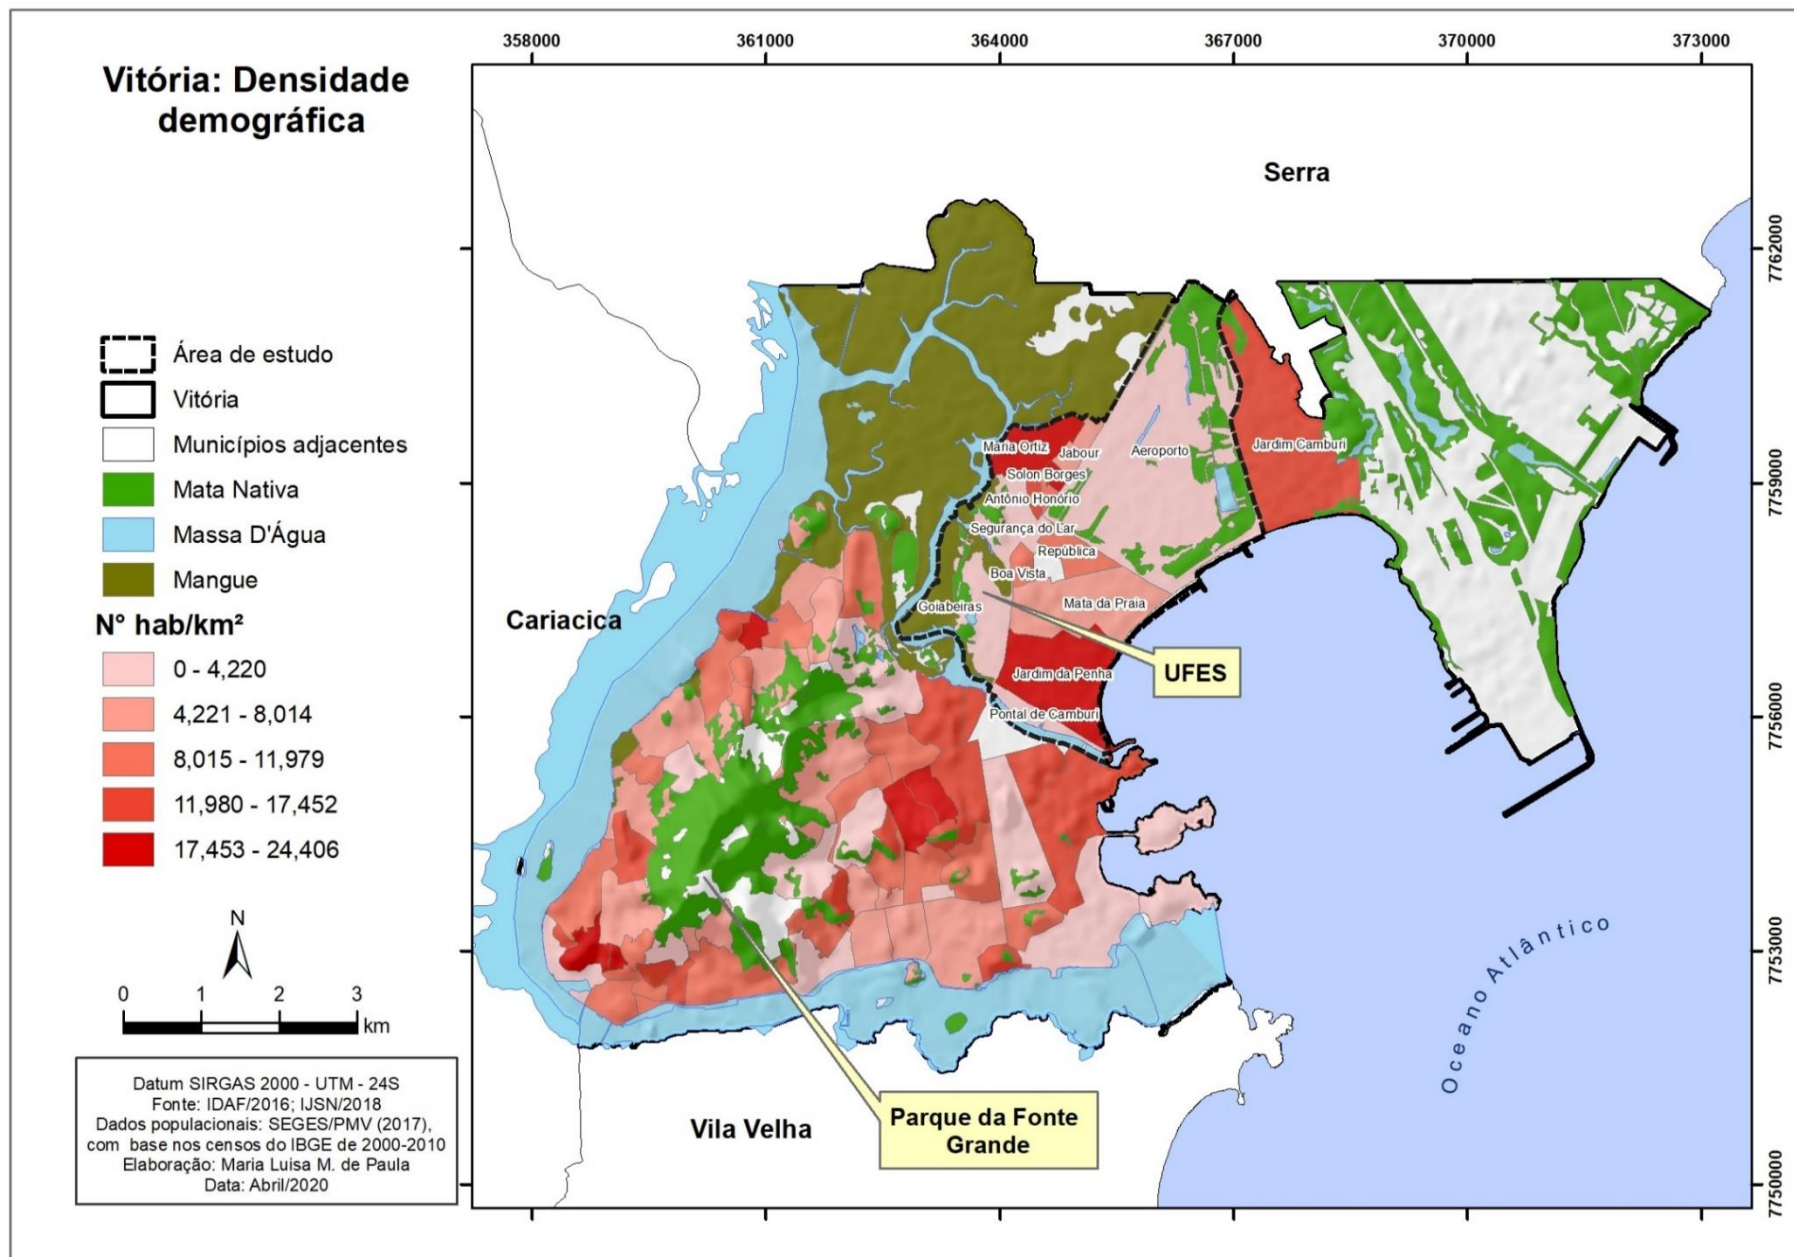 Vitória: Densidade
demográfica
358000
361000
364000
367000
370000
373000
7762000
7759000
7756000
7753000
7750000
Serra
Cariacica
Vila Velha
Oceano Atlântico
Maria Ortiz
Jabour
Aeroporto
Jardim Camburi
Solon Borges
Antônio Honório
Segurança do Lar
República
Boa Vista
Goiabeiras
Mata da Praia
Jardim da Penha
Pontal de Camburi
UFES
Parque da Fonte
Grande
Área de estudo
Vitória
Municípios adjacentes
Mata Nativa
Massa D'Água
Mangue
N° hab/km²
0 - 4,220
4,221 - 8,014
8,015 - 11,979
11,980 - 17,452
17,453 - 24,406
N
0 1 2 3
km
Datum SIRGAS 2000 - UTM - 24S
Fonte: IDAF/2016; IJSN/2018
Dados populacionais: SEGES/PMV (2017),
com base nos censos do IBGE de 2000-2010
Elaboração: Maria Luisa M. de Paula
Data: Abril/2020